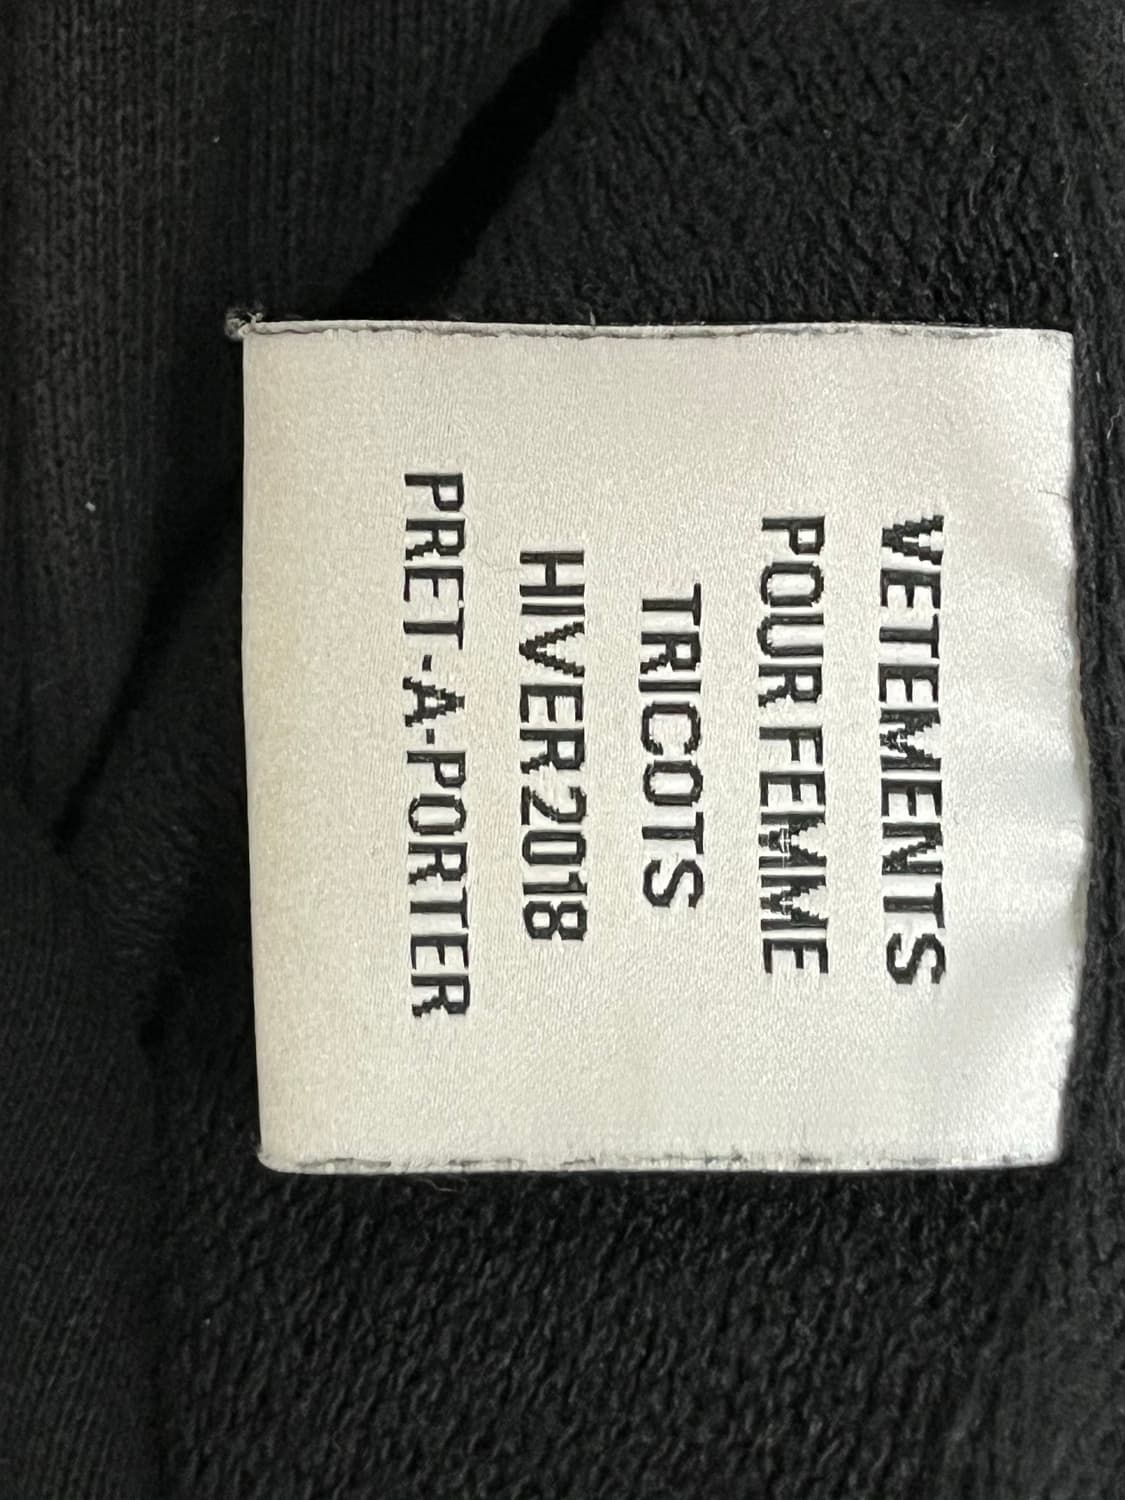 VETEMENTS
POUR FEMME
TRICOTS
HIVER 2018
PRET-A-PORTER